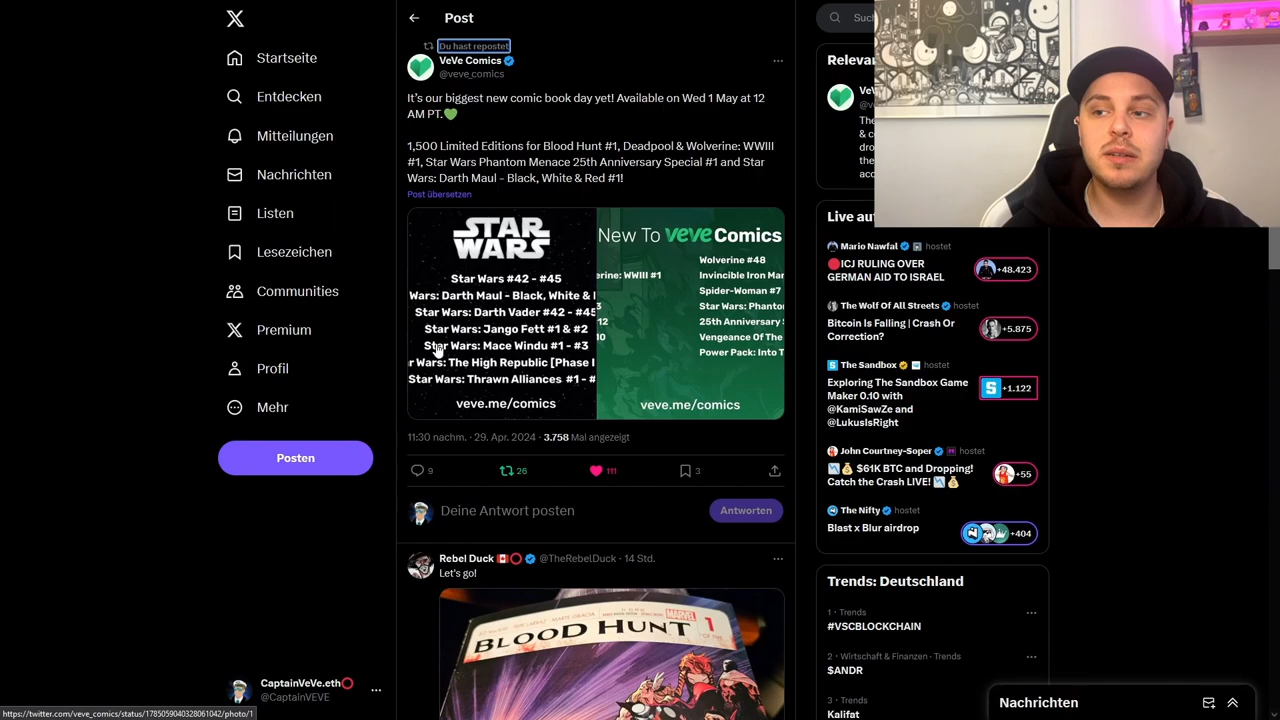 Startseite
Entdecken
Mitteilungen
Nachrichten
Listen
Lesezeichen
Communities
Premium
Profil
Mehr
Posten
CaptainVeVe.eth
@CaptainVEVE
https://twitter.com/veve_comics/status/1785059040328061042/photo/1
Post
Du hast repostet
VeVe Comics
@veve_comics
It's our biggest new comic book day yet! Available on Wed 1 May at 12
AM PT.
1,500 Limited Editions for Blood Hunt #1, Deadpool & Wolverine: WWIII
#1, Star Wars Phantom Menace 25th Anniversary Special #1 and Star
Wars: Darth Maul – Black, White & Red #1!
Post übersetzen
STAR
WARS
Star Wars #42 - #45
Wars: Darth Maul - Black, White &
Star Wars: Darth Vader #42 - #45
Star Wars: Jango Fett #1 & #2
Star Wars: Mace Windu #1 - #3
Wars: The High Republic [Phase
Star Wars: Thrawn Alliances #1 -
veve.me/comics
New To veve Comics
erine: WWIII #1
12
Wolverine #48
Invincible Iron Mar
Spider-Woman #7
Star Wars: Phanto
25th Anniversary
Vengeance Of The
Power Pack: Into T
veve.me/comics
11:30 nachm. · 29. Apr. 2024 · 3.758 Mal angezeigt
9
26
111
3
Deine Antwort posten
Antworten
Rebel Duck
@TheRebelDuck · 14 Std.
Let's go!
MARVEL
BLOOD HUNT
1
Such
Releva
Ve
@v
The
& c
dro
the
acc
Live au
Mario Nawfal hostet
ICJ RULING OVER
GERMAN AID TO ISRAEL
+48.423
The Wolf Of All Streets hostet
Bitcoin Is Falling | Crash Or
Correction?
+5.875
The Sandbox hostet
Exploring The Sandbox Game
Maker 0.10 with
@KamiSawZe and
@LukusIsRight
+1.122
John Courtney-Soper hostet
$61K BTC and Dropping!
Catch the Crash LIVE!
+55
The Nifty hostet
Blast x Blur airdrop
+404
Trends: Deutschland
1 · Trends
#VSCBLOCKCHAIN
2 · Wirtschaft & Finanzen · Trends
$ANDR
3 · Trends
Kalifat
Nachrichten